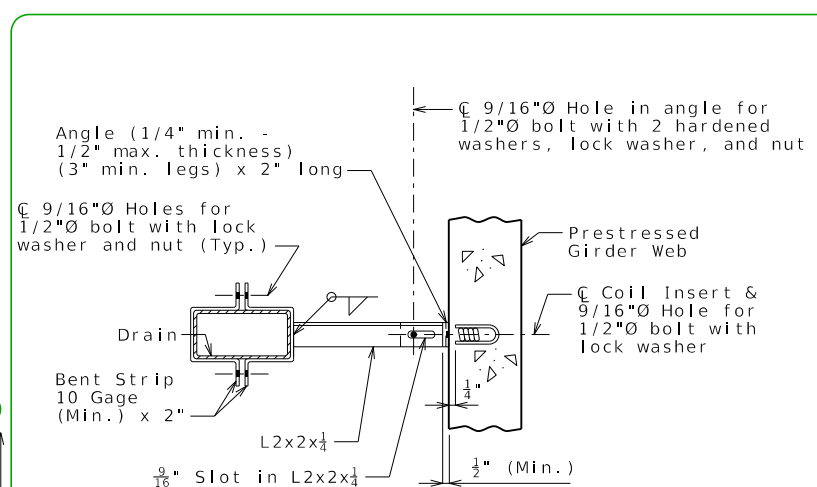 ℄ 9/16"Ø Hole in angle for
1/2"Ø bolt with 2 hardened
washers, lock washer, and nut
Angle (1/4" min. -
1/2" max. thickness)
(3" min. legs) x 2" long
℄ 9/16"Ø Holes for
1/2"Ø bolt with lock
washer and nut (Typ.)
Prestressed
Girder Web
℄ Coil Insert &
9/16"Ø Hole for
1/2"Ø bolt with
lock washer
Drain
Bent Strip
10 Gage
(Min.) x 2"
1/4"
L2x2x1/4
9/16" Slot in L2x2x1/4
1/2" (Min.)